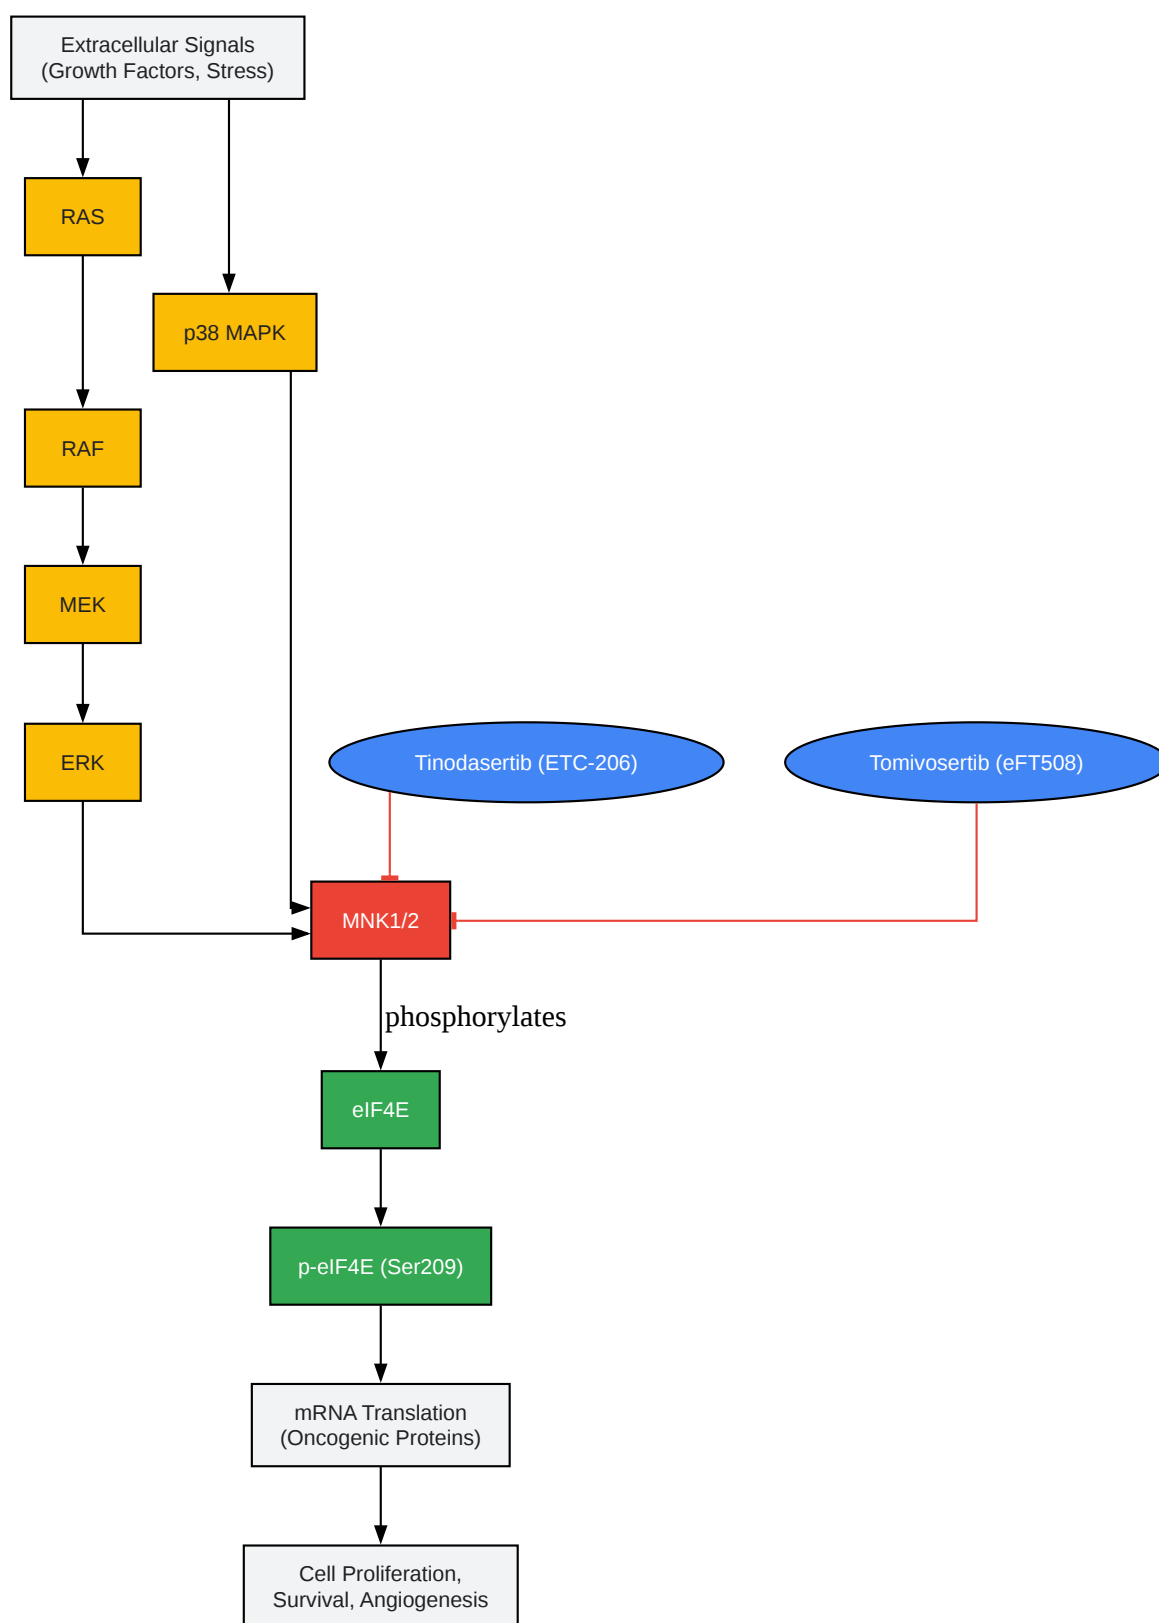 Extracellular Signals
(Growth Factors, Stress)
RAS
p38 MAPK
RAF
MEK
ERK
Tinodasertib (ETC-206)
Tomivosertib (eFT508)
MNK1/2
phosphorylates
eIF4E
p-eIF4E (Ser209)
mRNA Translation
(Oncogenic Proteins)
Cell Proliferation,
Survival, Angiogenesis